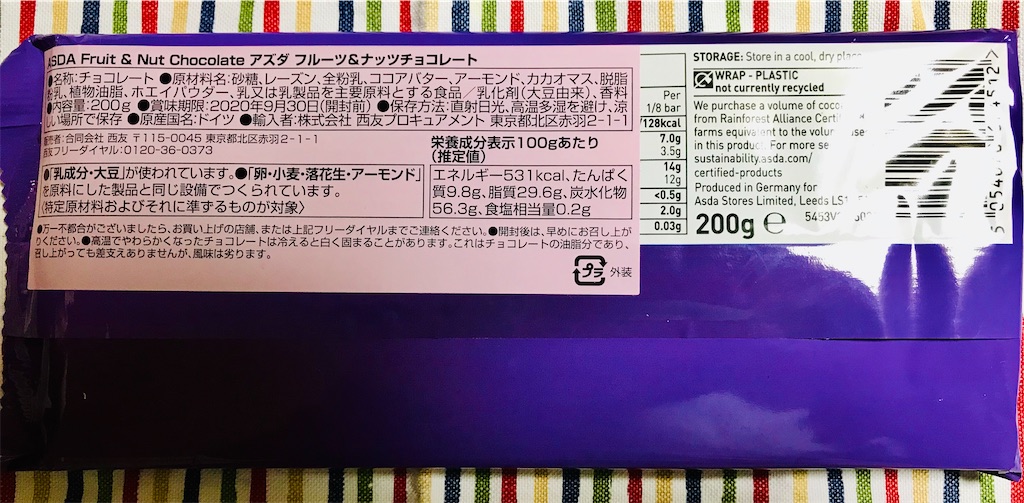 ASDA Fruit & Nut Chocolate アズダ フルーツ&ナッツチョコレート
●名称:チョコレート ●原材料名:砂糖、レーズン、全粉乳、ココアバター、アーモンド、カカオマス、脱脂
粉乳、植物油脂、ホエイパウダー、乳又は乳製品を主要原料とする食品／乳化剤(大豆由来)、香料
●内容量:200g ●賞味期限:2020年9月30日(開封前) ●保存方法:直射日光、高温多湿を避け、涼
しい場所で保存 ●原産国名:ドイツ ●輸入者:株式会社 西友プロキュアメント 東京都北区赤羽2-1-1
販売者:合同会社 西友 〒115-0045 東京都北区赤羽2-1-1
西友フリーダイヤル:0120-36-0373
●「乳成分・大豆」が使われています。●「卵・小麦・落花生・アーモンド」
を原料にした製品と同じ設備でつくられています。
〈特定原材料およびそれに準ずるものが対象〉
栄養成分表示100gあたり
(推定値)
エネルギー531kcal、たんぱく
質9.8g、脂質29.6g、炭水化物
56.3g、食塩相当量0.2g
●万一不都合がございましたら、お買い上げの店舗、または上記フリーダイヤルまでご連絡ください。●開封後は、早めにお召し上が
りください。●高温でやわらかくなったチョコレートは冷えると白く固まることがあります。これはチョコレートの油脂分であり、
召し上がっても差支えありませんが、風味は劣ります。
プラ 外装
Per
1/8 bar
128kcal
7.0g
3.5g
14g
12g
<0.5g
2.0g
0.03g
STORAGE: Store in a cool, dry
WRAP - PLASTIC
not currently recycled
We purchase a volume of
from Rainforest Alliance
farms equivalent to the
in this product. For more
sustainability.asda.com/
certified-products
Produced in Germany for
Asda Stores Limited, Leeds
200g e